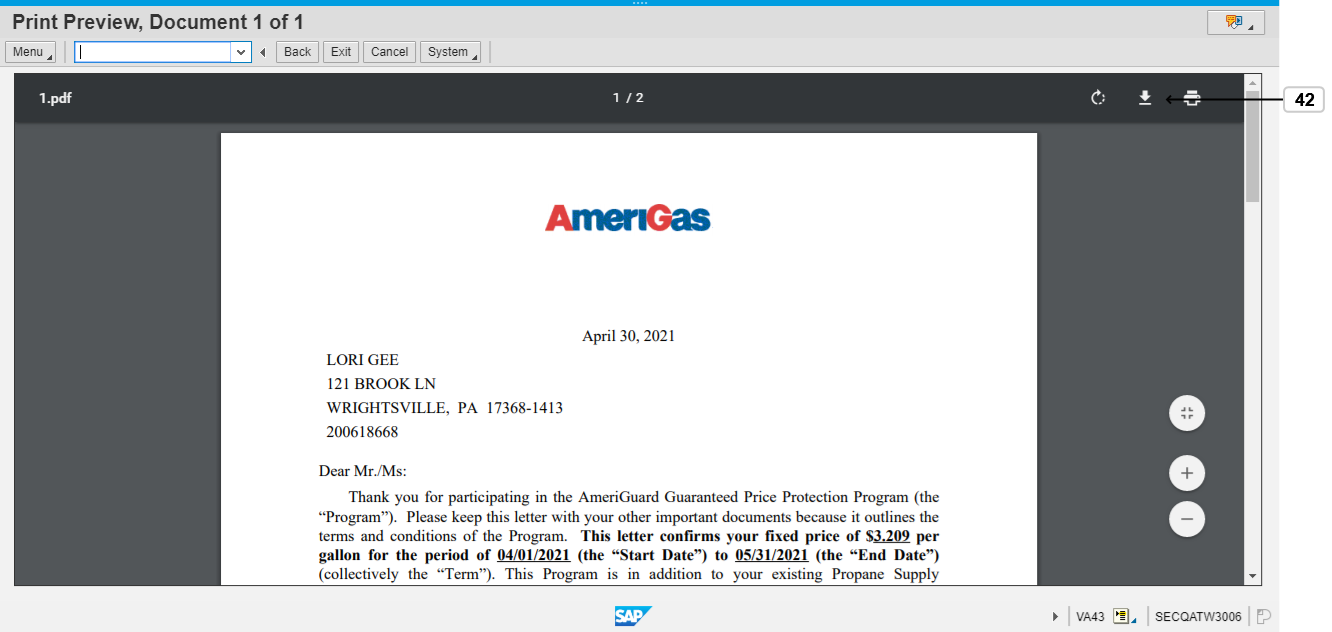 Print Preview, Document 1 of 1
Menu Back Exit Cancel System
1.pdf 1 / 2
42
AmeriGas
April 30, 2021
LORI GEE
121 BROOK LN
WRIGHTSVILLE, PA 17368-1413
200618668
Dear Mr./Ms:
Thank you for participating in the AmeriGuard Guaranteed Price Protection Program (the
“Program”). Please keep this letter with your other important documents because it outlines the
terms and conditions of the Program. This letter confirms your fixed price of $3.209 per
gallon for the period of 04/01/2021 (the “Start Date”) to 05/31/2021 (the “End Date”)
(collectively the “Term”). This Program is in addition to your existing Propane Supply
SAP VA43 SECQATW3006